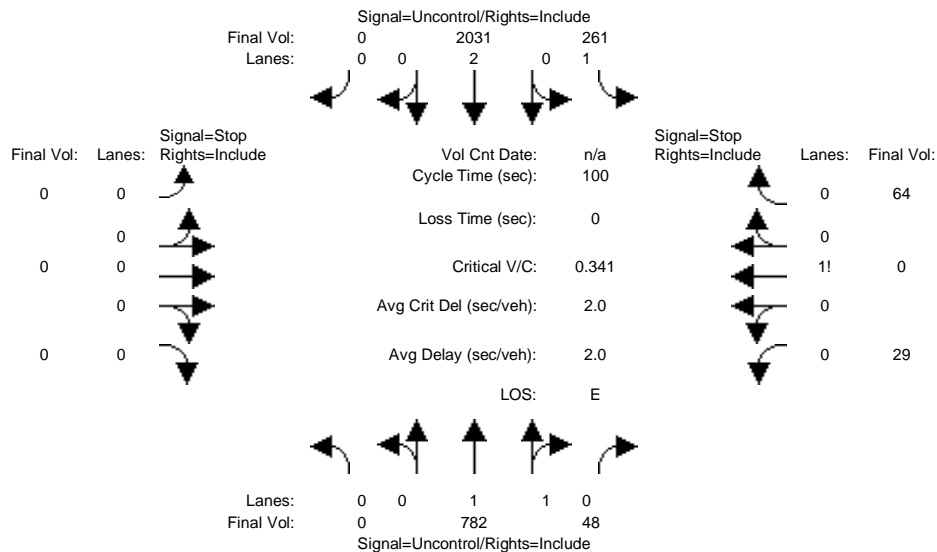 Signal=Uncontrol/Rights=Include
Final Vol: 0 2031 261
Lanes: 0 0 2 0 1
Signal=Stop Signal=Stop
Final Vol: Lanes: Rights=Include Vol Cnt Date: n/a Rights=Include Lanes: Final Vol:
Cycle Time (sec): 100
0 0 0 64
Loss Time (sec): 0
0 0
0 0 Critical V/C: 0.341 1! 0
0 Avg Crit Del (sec/veh): 2.0 0
0 0 Avg Delay (sec/veh): 2.0 0 29
LOS: E
Lanes: 0 0 1 1 0
Final Vol: 0 782 48
Signal=Uncontrol/Rights=Include